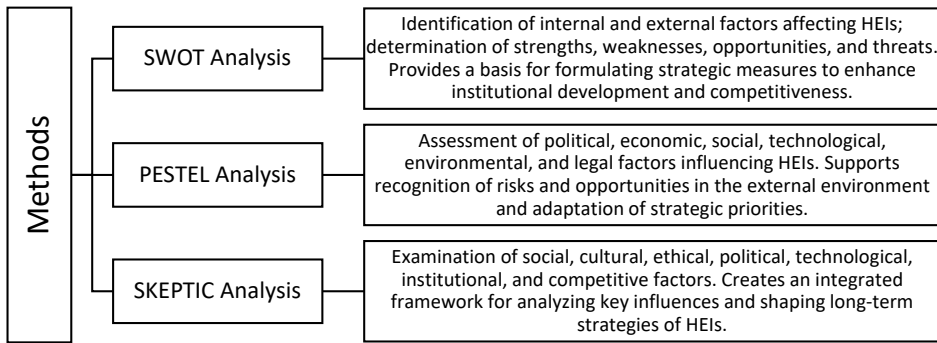 Methods
SWOT Analysis
Identification of internal and external factors affecting HEIs;
determination of strengths, weaknesses, opportunities, and threats.
Provides a basis for formulating strategic measures to enhance
institutional development and competitiveness.
PESTEL Analysis
Assessment of political, economic, social, technological,
environmental, and legal factors influencing HEIs. Supports
recognition of risks and opportunities in the external environment
and adaptation of strategic priorities.
SKEPTIC Analysis
Examination of social, cultural, ethical, political, technological,
institutional, and competitive factors. Creates an integrated
framework for analyzing key influences and shaping long-term
strategies of HEIs.